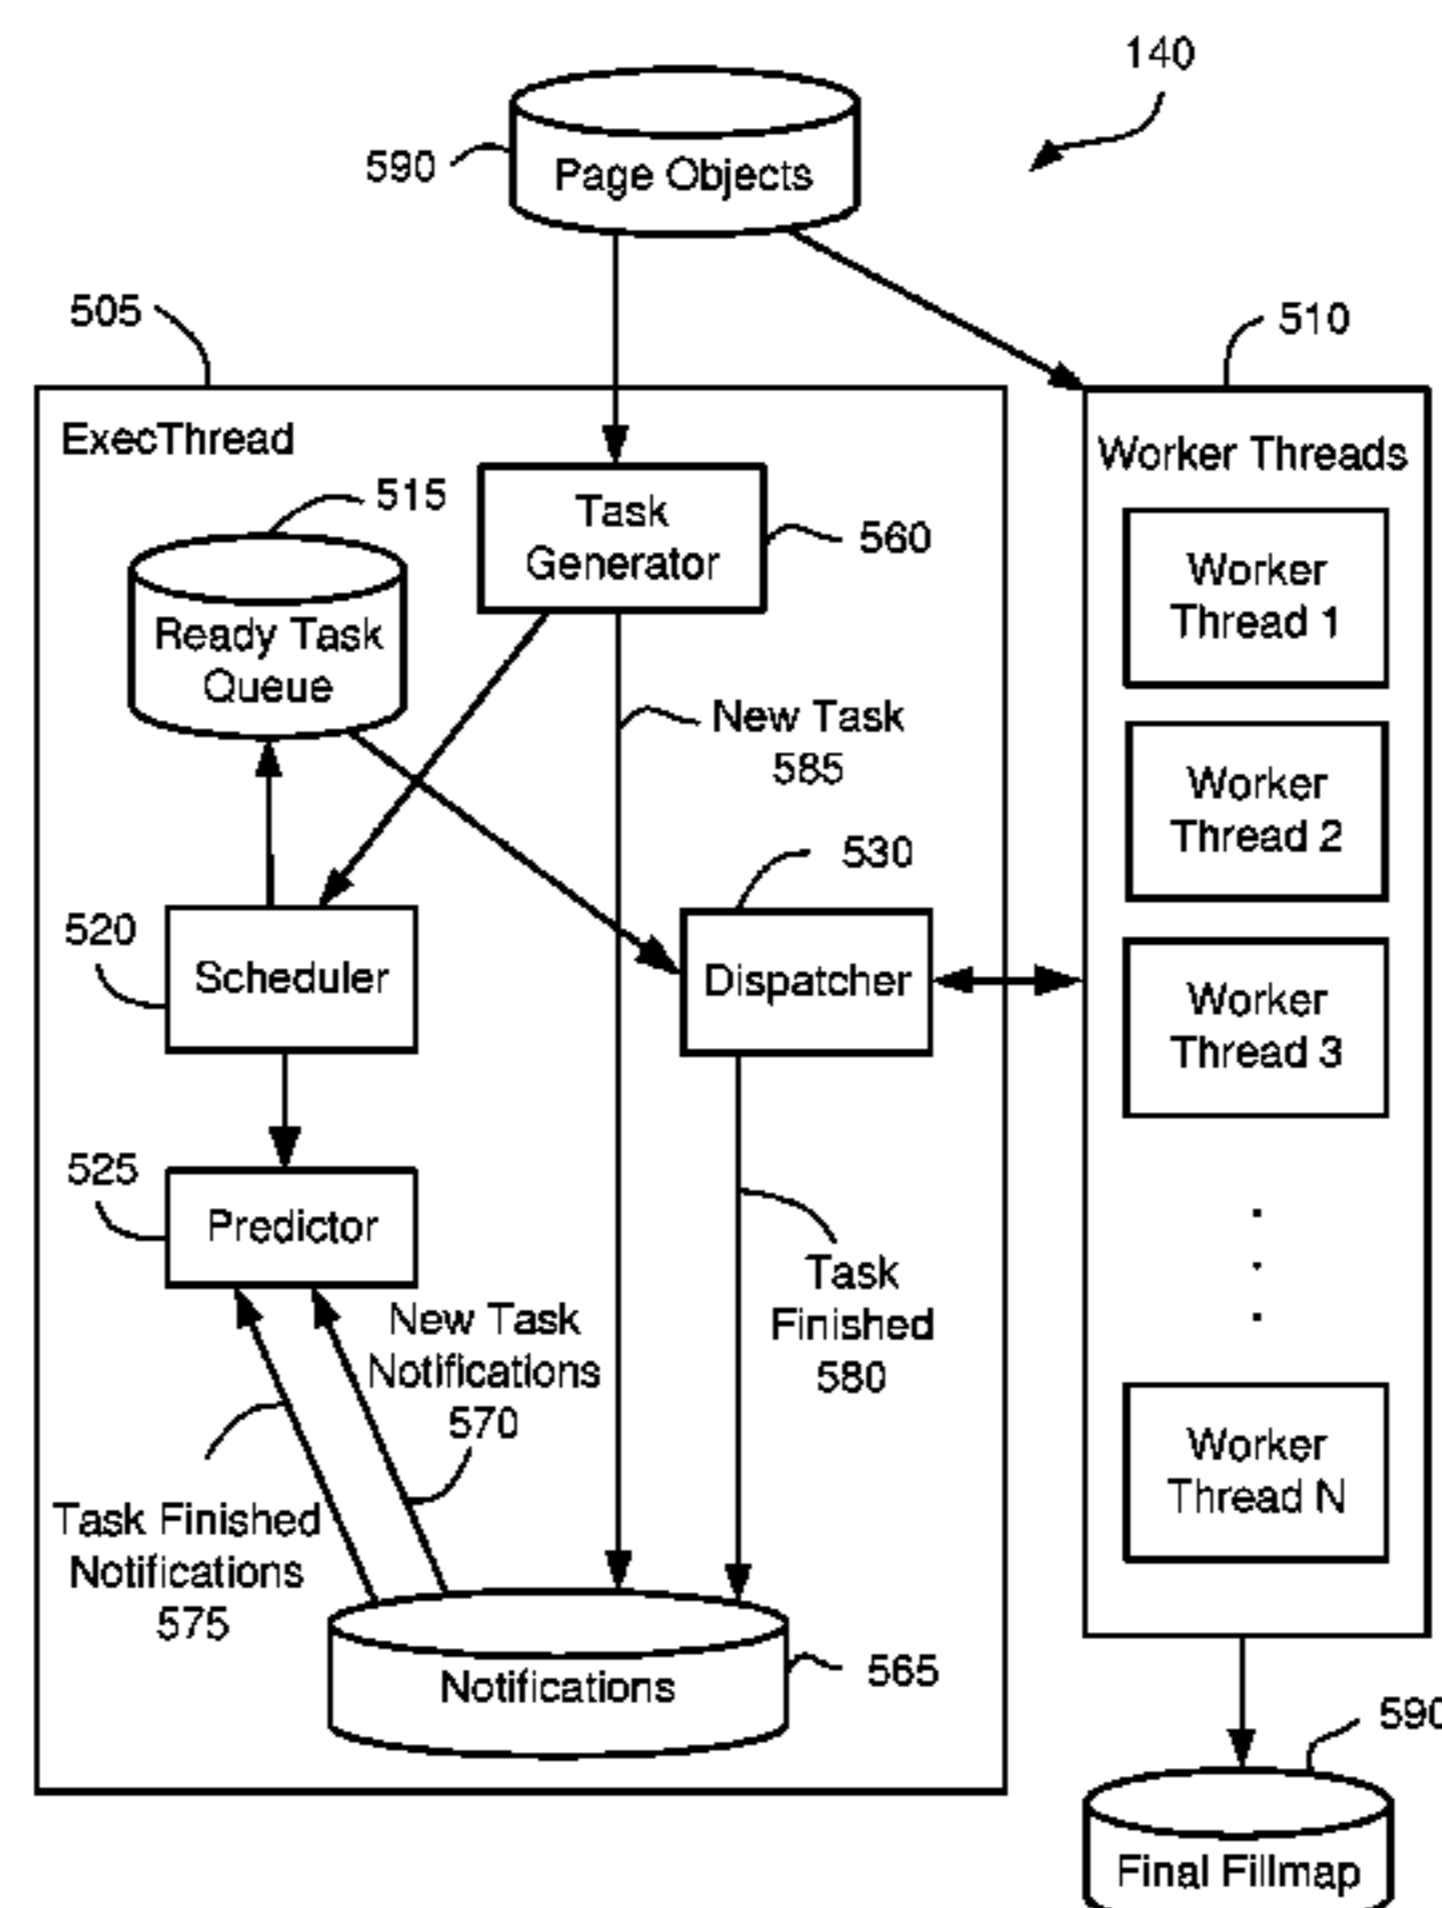 140
590
Page Objects
505
510
ExecThread
Worker Threads
515
Task
Generator
560
Worker
Thread 1
Ready Task
Queue
New Task
585
Worker
Thread 2
530
520
Scheduler
Dispatcher
Worker
Thread 3
525
Predictor
Task
Finished
580
New Task
Notifications
570
Worker
Thread N
Task Finished
Notifications
575
Notifications
565
590
Final Fillmap